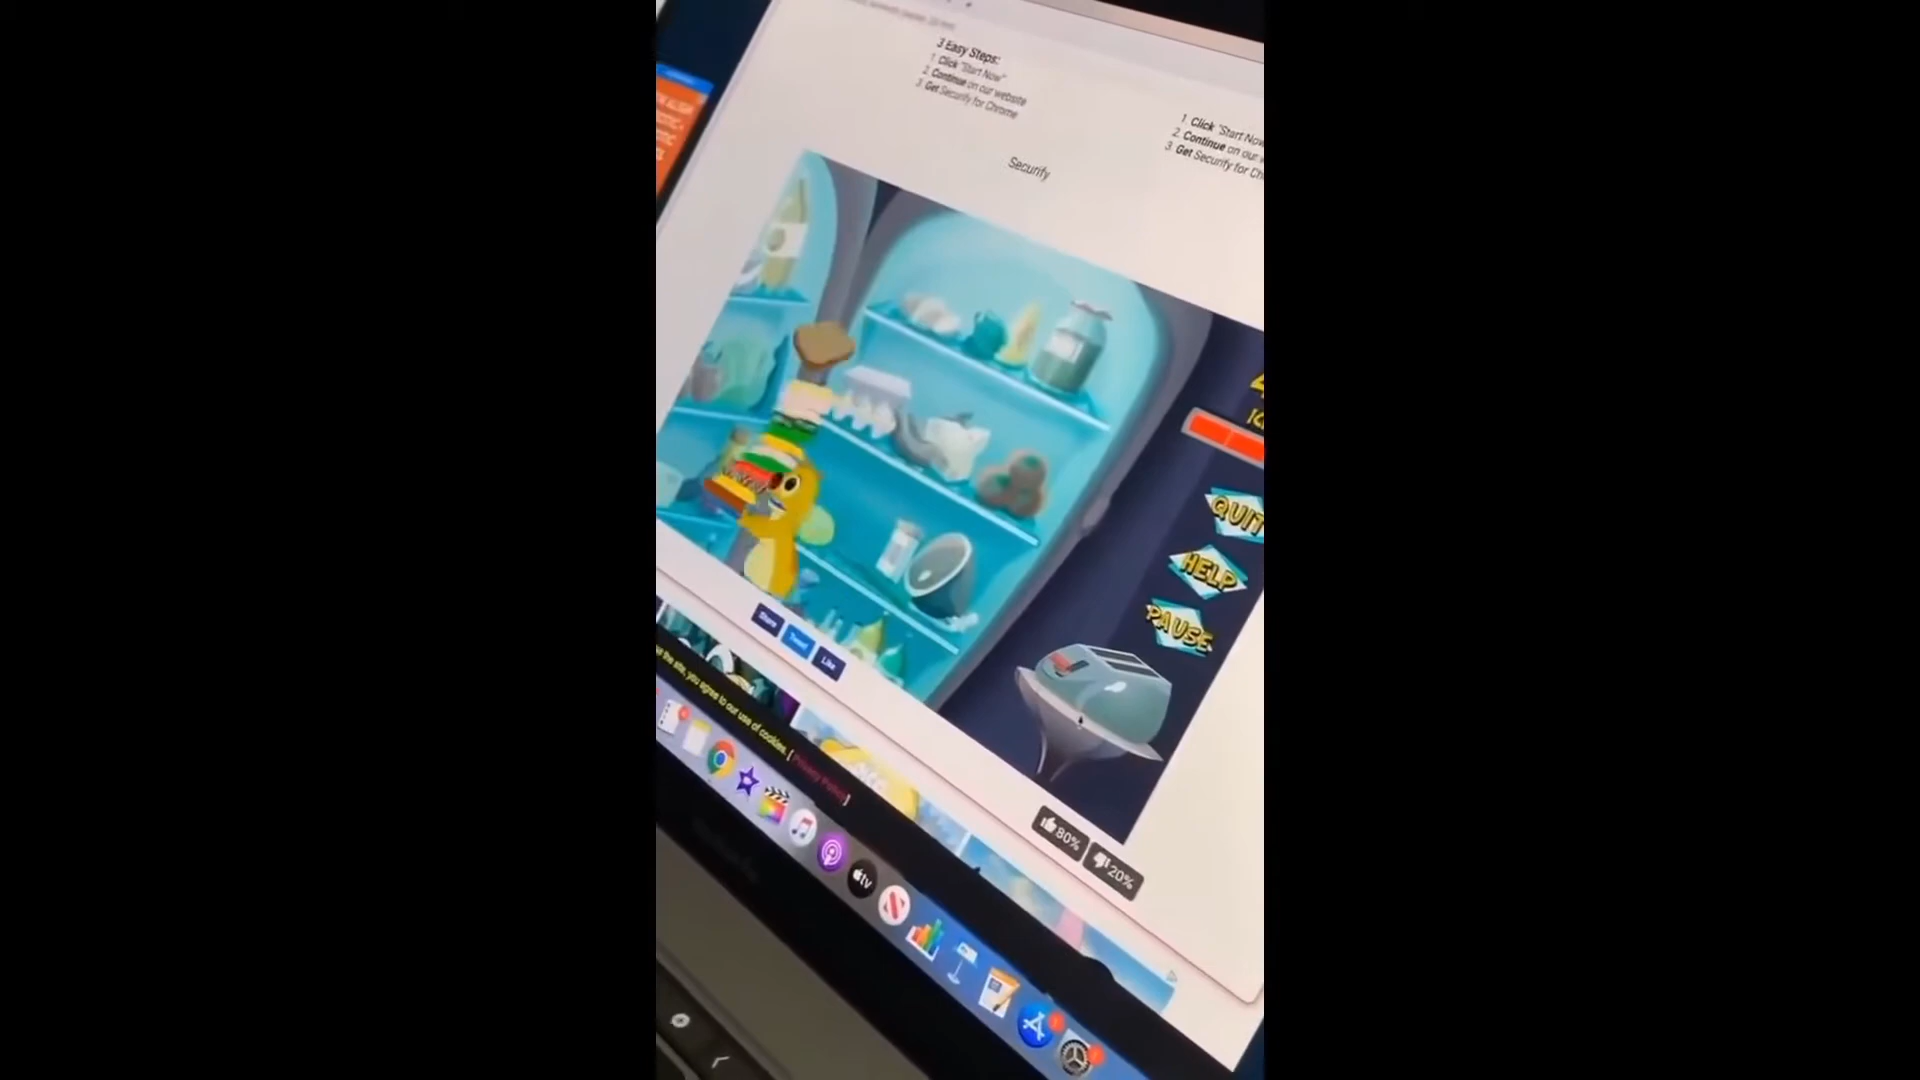 3 Easy Steps:
1. Click "Start Now"
2. Continue on our website
3. Get Securify for Chrome
1. Click "Start Now
2. Continue on our
3. Get Securify for Ch
Securify
QUIT
HELP
PAUSE
Share
Tweet
Like
the site, you agree to our use of cookies. [ Privacy Policy]
80%
20%
tv